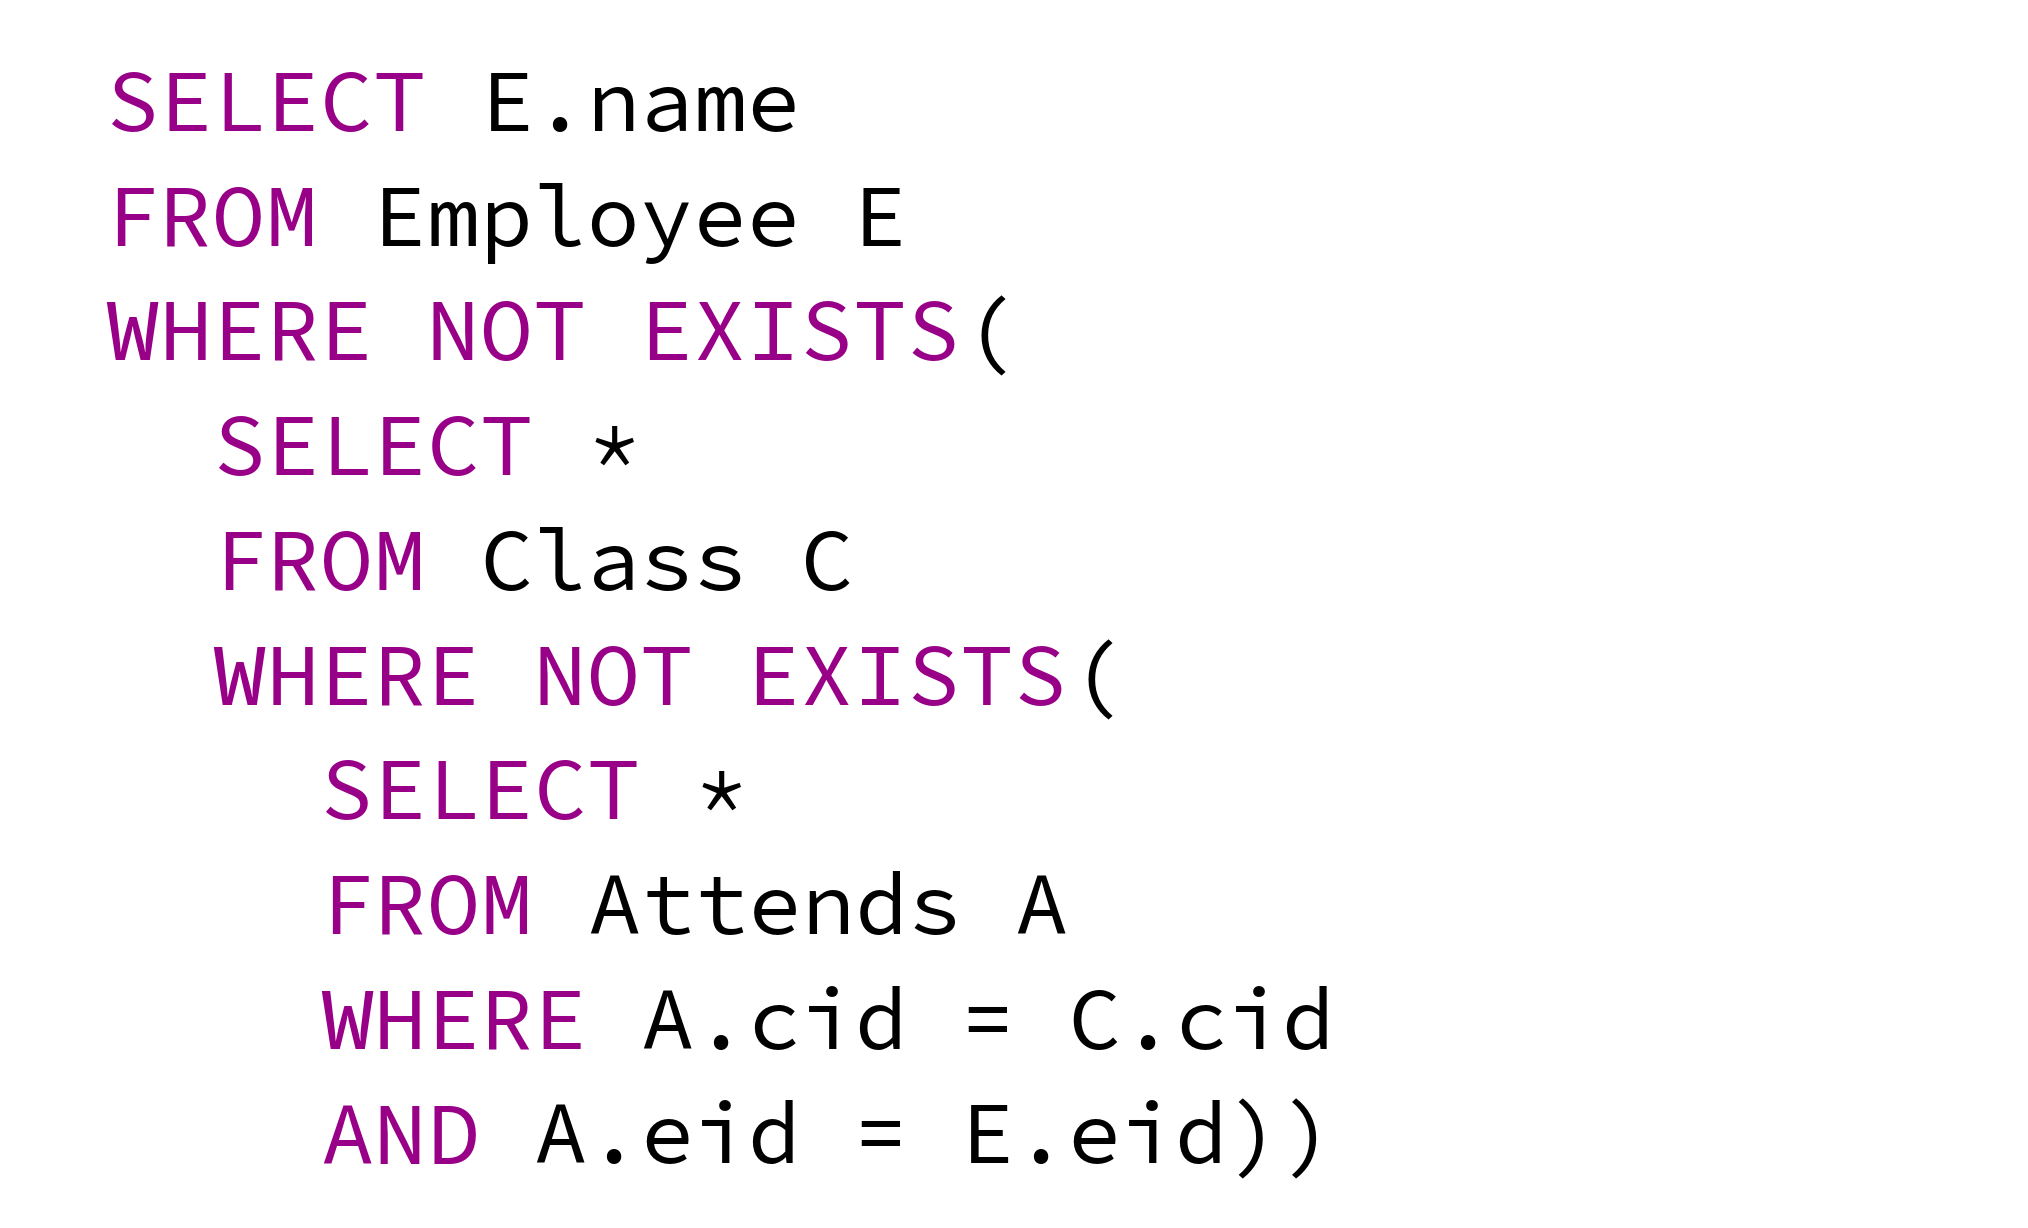 SELECT E.name
FROM Employee E
WHERE NOT EXISTS(
  SELECT *
  FROM Class C
  WHERE NOT EXISTS(
    SELECT *
    FROM Attends A
    WHERE A.cid = C.cid
    AND A.eid = E.eid))